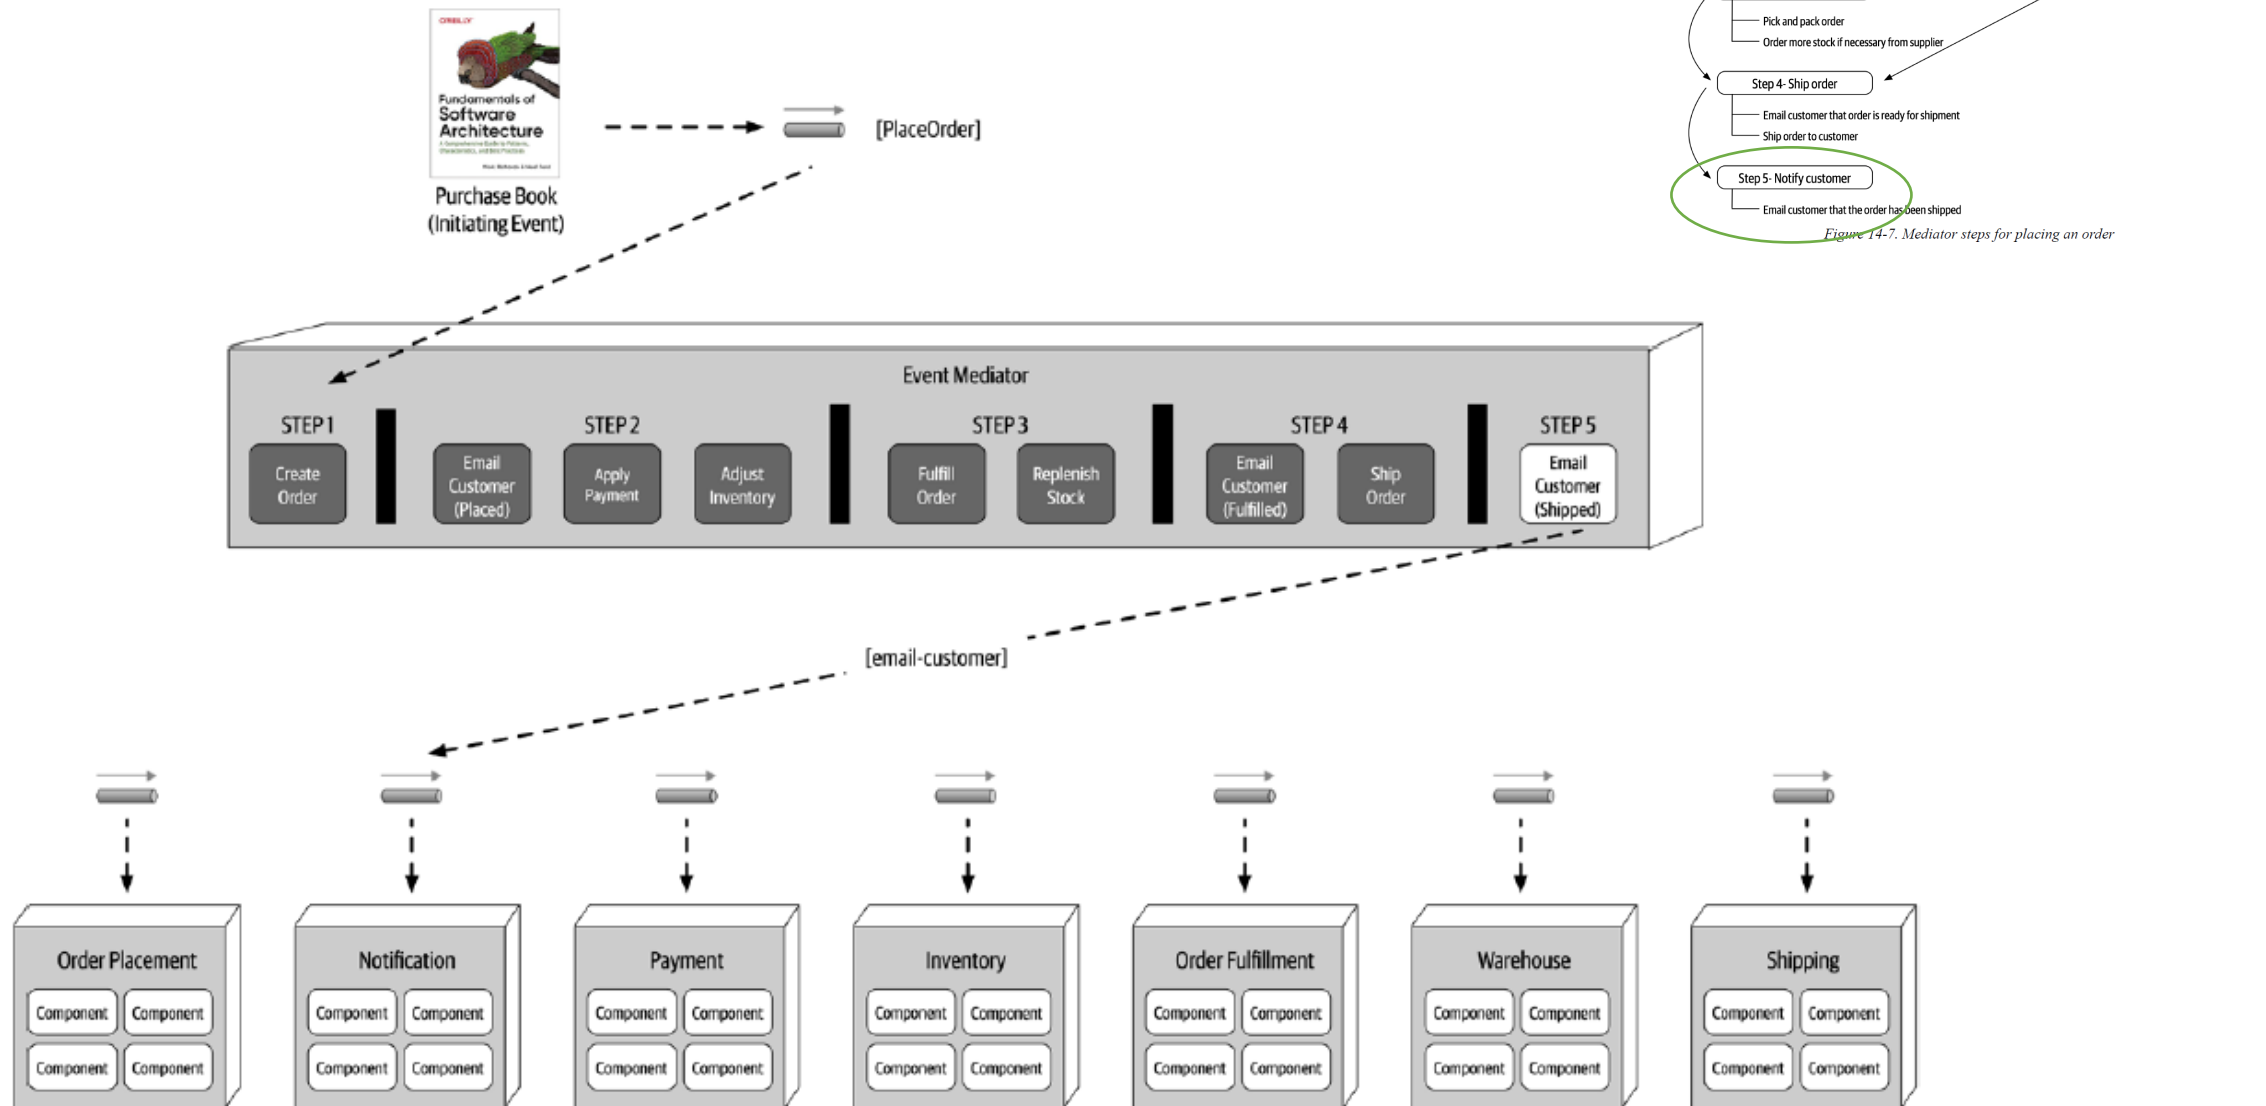 O'REILLY
Fundamentals of
Software
Architecture
Purchase Book
(Initiating Event)
[PlaceOrder]
Pick and pack order
Order more stock if necessary from supplier
Step 4- Ship order
Email customer that order is ready for shipment
Ship order to customer
Step 5- Notify customer
Email customer that the order has been shipped
Figure 14-7. Mediator steps for placing an order
Event Mediator
STEP 1
Create
Order
STEP 2
Email
Customer
(Placed)
Apply
Payment
Adjust
Inventory
STEP 3
Fulfill
Order
Replenish
Stock
STEP 4
Email
Customer
(Fulfilled)
Ship
Order
STEP 5
Email
Customer
(Shipped)
[email-customer]
Order Placement
Component Component
Component Component
Notification
Component Component
Component Component
Payment
Component Component
Component Component
Inventory
Component Component
Component Component
Order Fulfillment
Component Component
Component Component
Warehouse
Component Component
Component Component
Shipping
Component Component
Component Component